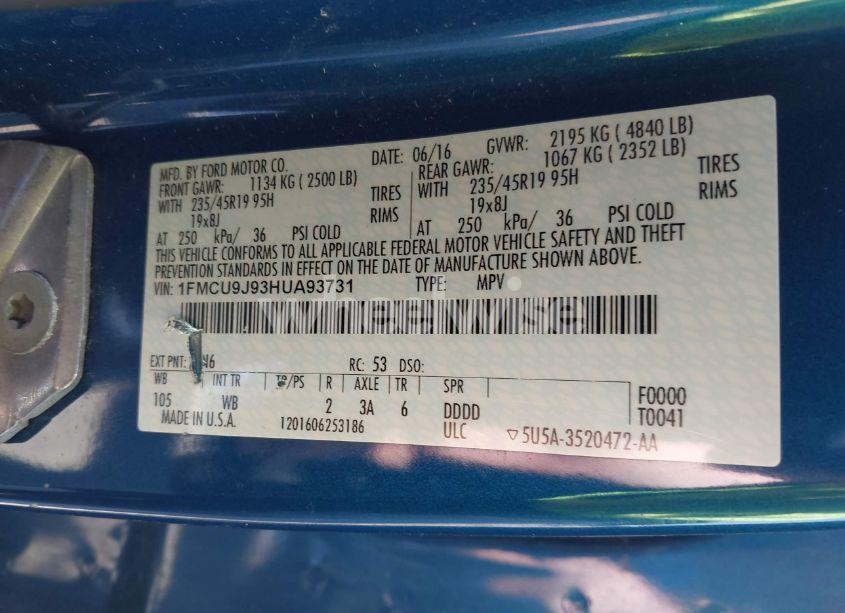 MFD. BY FORD MOTOR CO. DATE: 06/16 GVWR: 2195 KG ( 4840 LB)
FRONT GAWR: 1134 KG ( 2500 LB) REAR GAWR: 1067 KG ( 2352 LB)
WITH 235/45R19 95H TIRES WITH 235/45R19 95H TIRES
19x8J RIMS 19x8J RIMS
AT 250 kPa/ 36 PSI COLD AT 250 kPa/ 36 PSI COLD
THIS VEHICLE CONFORMS TO ALL APPLICABLE FEDERAL MOTOR VEHICLE SAFETY AND THEFT
PREVENTION STANDARDS IN EFFECT ON THE DATE OF MANUFACTURE SHOWN ABOVE.
VIN: 1FMCU9J93HUA93731 TYPE: MPV
wheelwise
EXT PNT: RC: 53 DSO:
WB INT TR TP/PS R AXLE TR SPR F0000
105 WB 2 3A 6 DDDD T0041
MADE IN U.S.A. 1201606253186 ULC ▽5U5A-3520472-AA